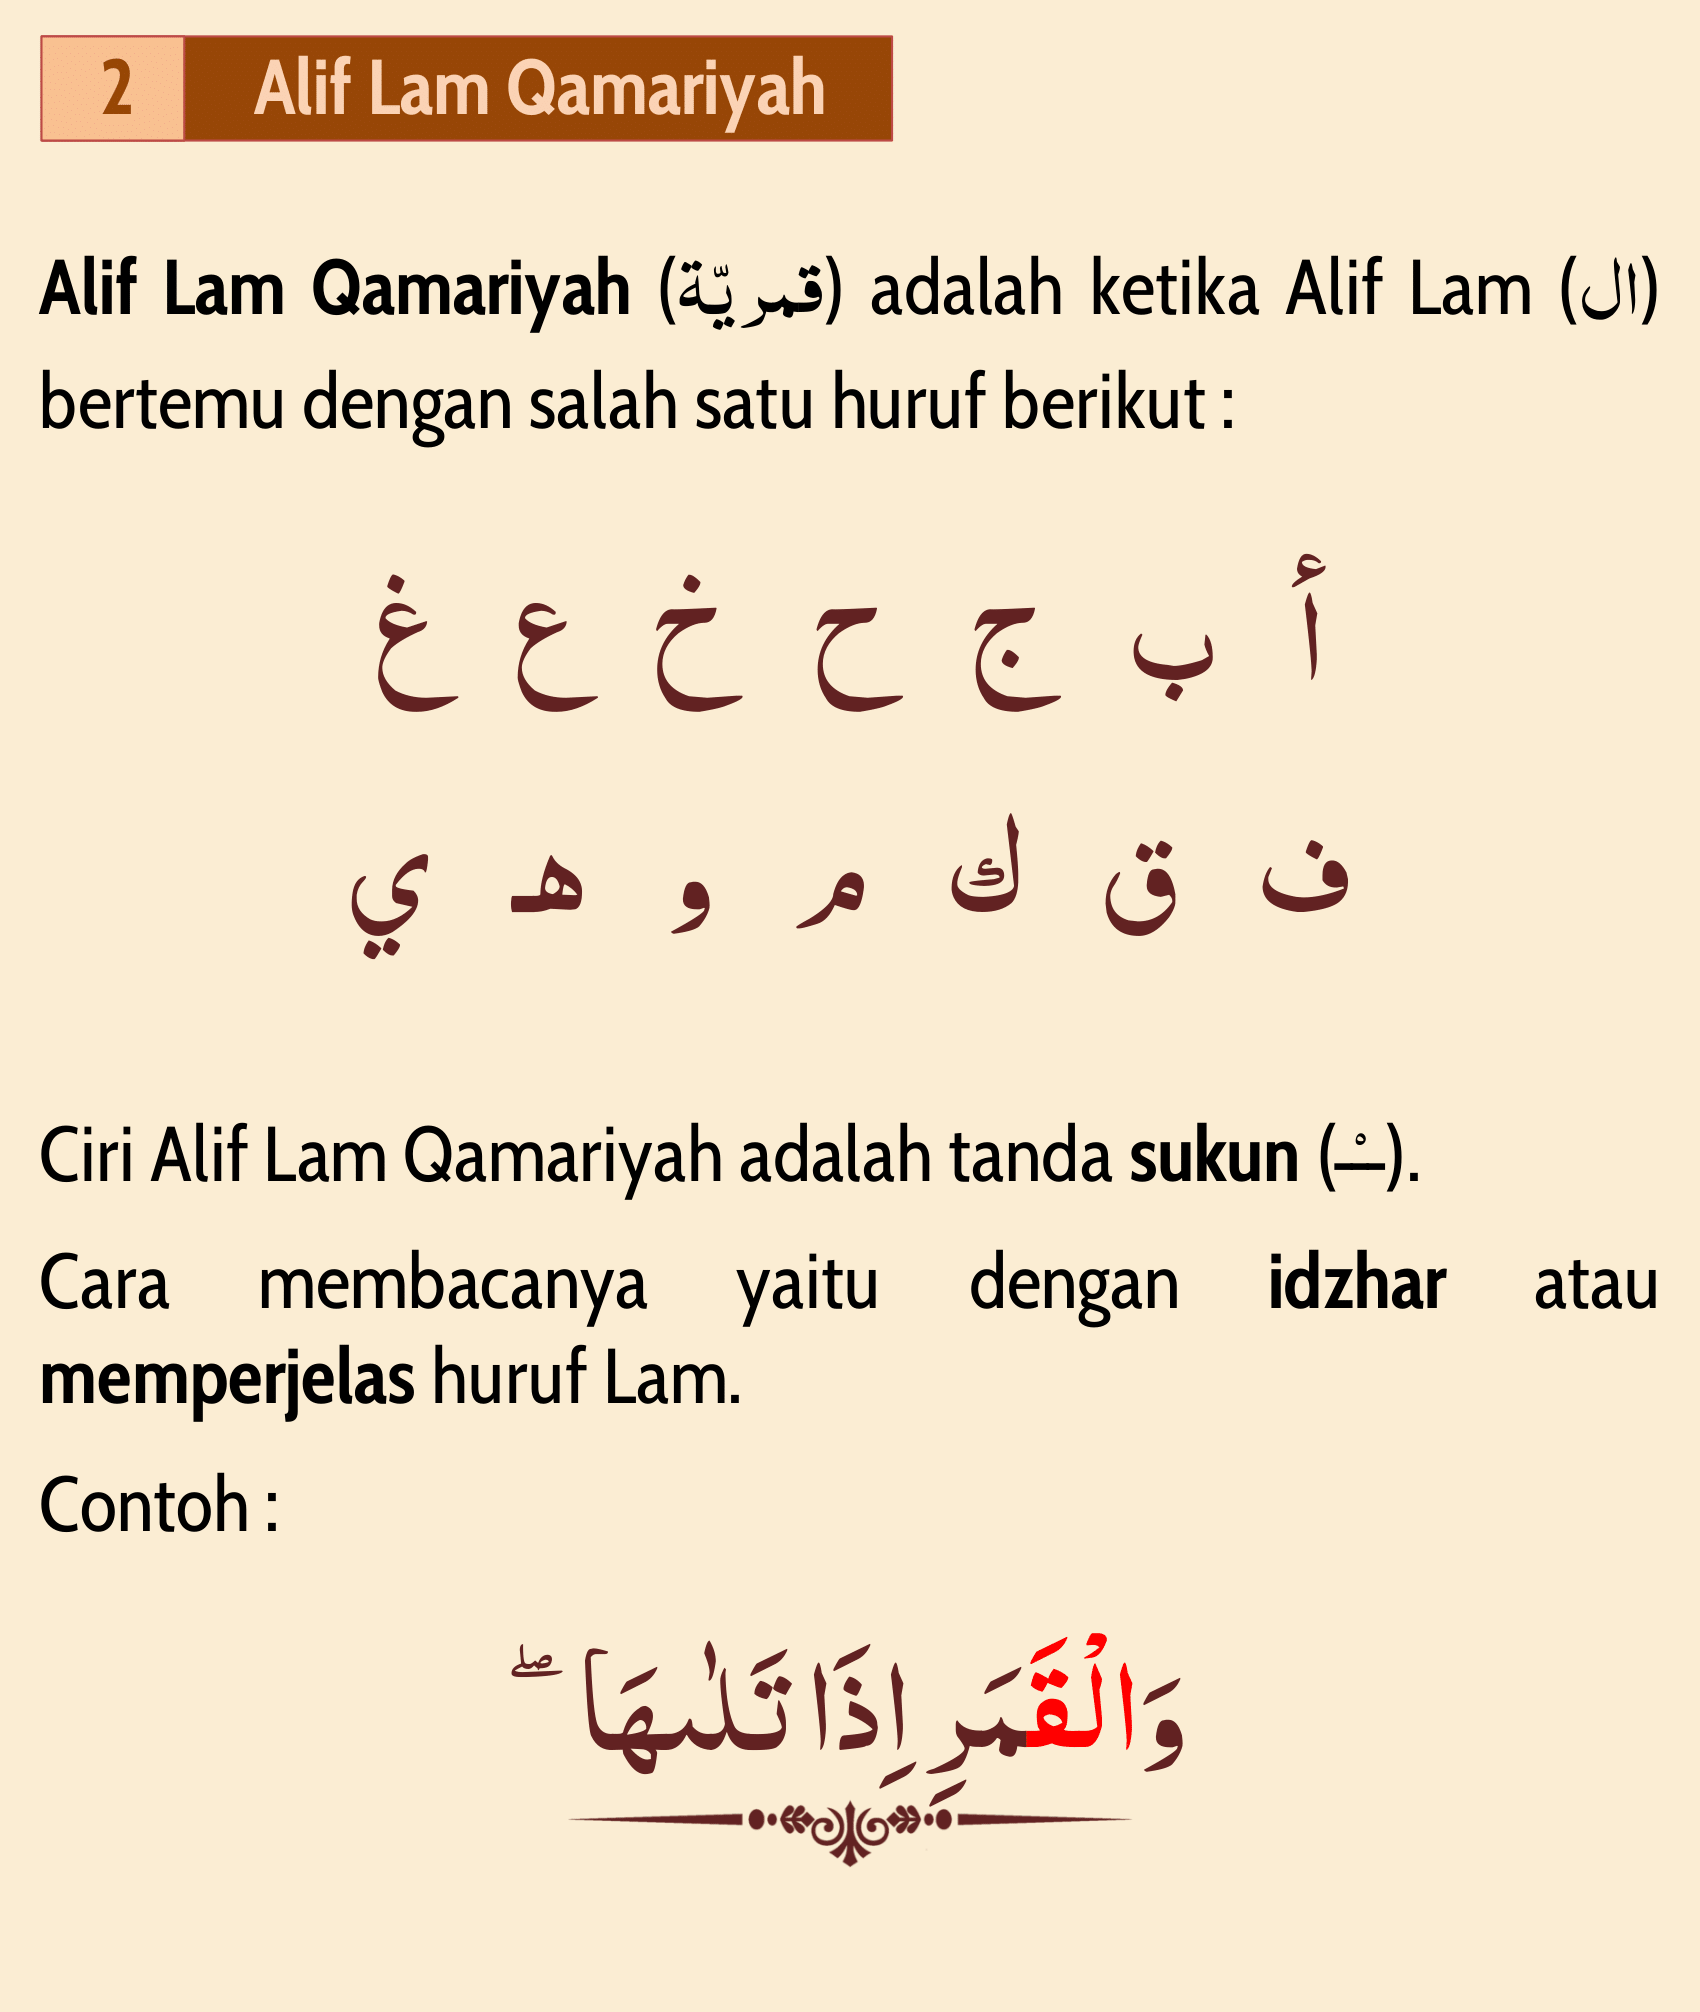 2 Alif Lam Qamariyah
Alif Lam Qamariyah (قمريّة) adalah ketika Alif Lam (ال)
bertemu dengan salah satu huruf berikut :
أ ب ج ح خ ع غ
ف ق ك م و هـ ي
Ciri Alif Lam Qamariyah adalah tanda sukun (ـْـ).
Cara membacanya yaitu dengan idzhar atau
memperjelas huruf Lam.
Contoh :
وَالْقَمَرِ اِذَا تَلٰىهَا ۖ